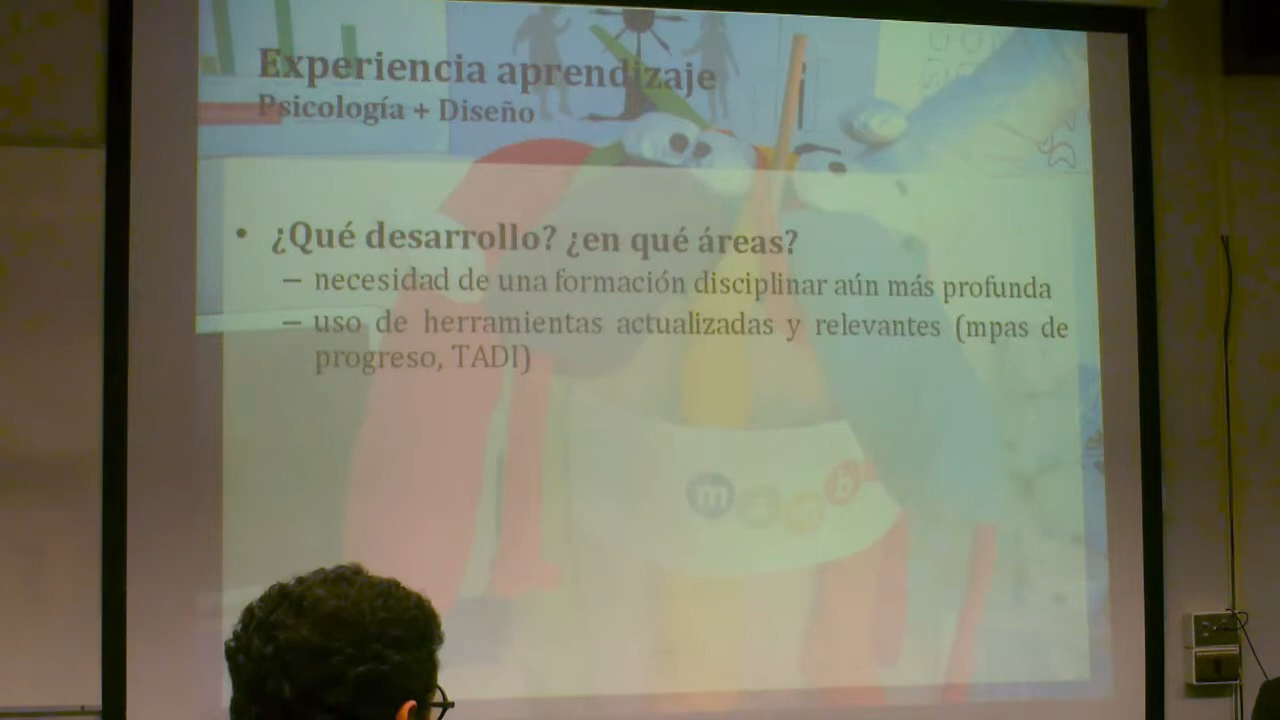 Experiencia aprendizaje
Psicología + Diseño
• ¿Qué desarrollo? ¿en qué áreas?
– necesidad de una formación disciplinar aún más profunda
– uso de herramientas actualizadas y relevantes (mpas de
progreso, TADI)